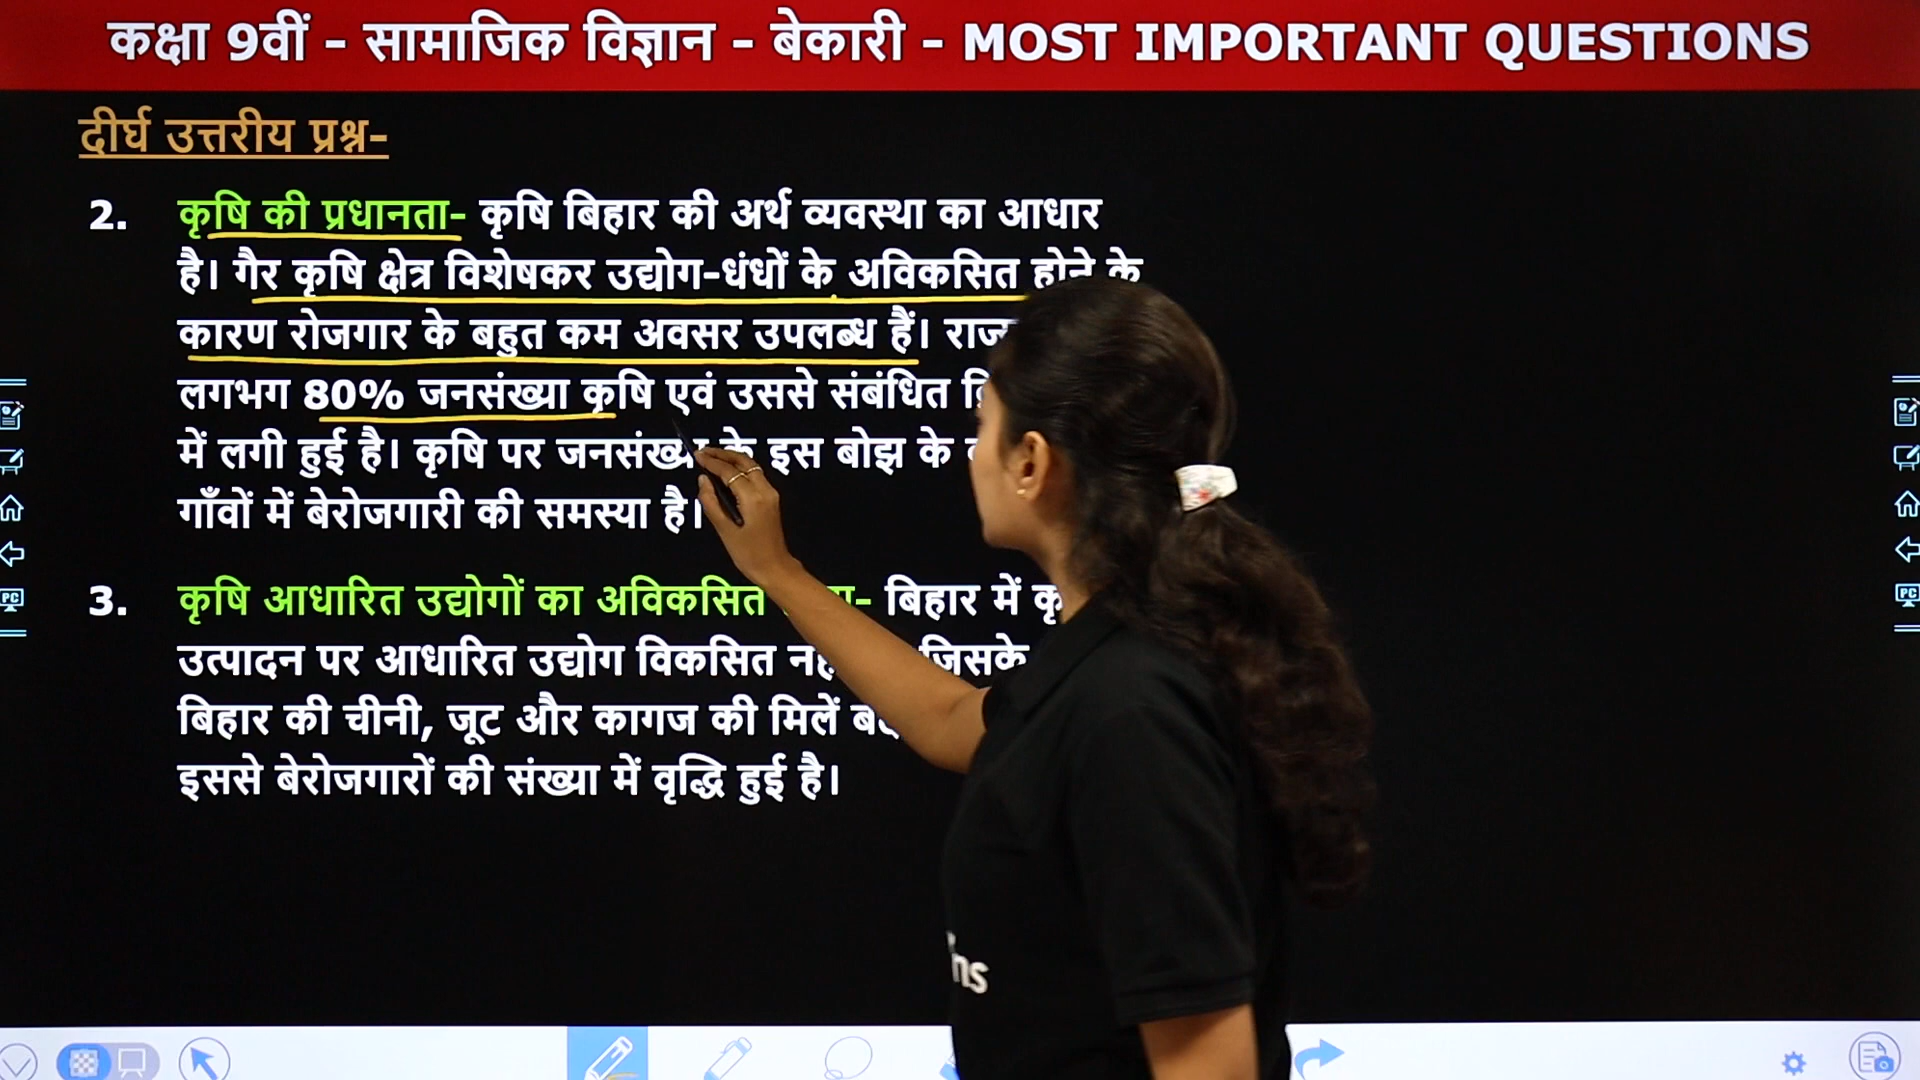 कक्षा 9वीं - सामाजिक विज्ञान - बेकारी - MOST IMPORTANT QUESTIONS
दीर्घ उत्तरीय प्रश्न-
2. कृषि की प्रधानता- कृषि बिहार की अर्थ व्यवस्था का आधार
है। गैर कृषि क्षेत्र विशेषकर उद्योग-धंधों के अविकसित होने के
कारण रोजगार के बहुत कम अवसर उपलब्ध हैं।
लगभग 80% जनसंख्या कृषि एवं उससे संबंधित
में लगी हुई है। कृषि पर जनसंख्या के इस बोझ के
गाँवों में बेरोजगारी की समस्या है।
3. कृषि आधारित उद्योगों का अविकसित बिहार में
उत्पादन पर आधारित उद्योग विकसित जिसके
बिहार की चीनी, जूट और कागज की मिलें
इससे बेरोजगारों की संख्या में वृद्धि हुई है।
PC
PC